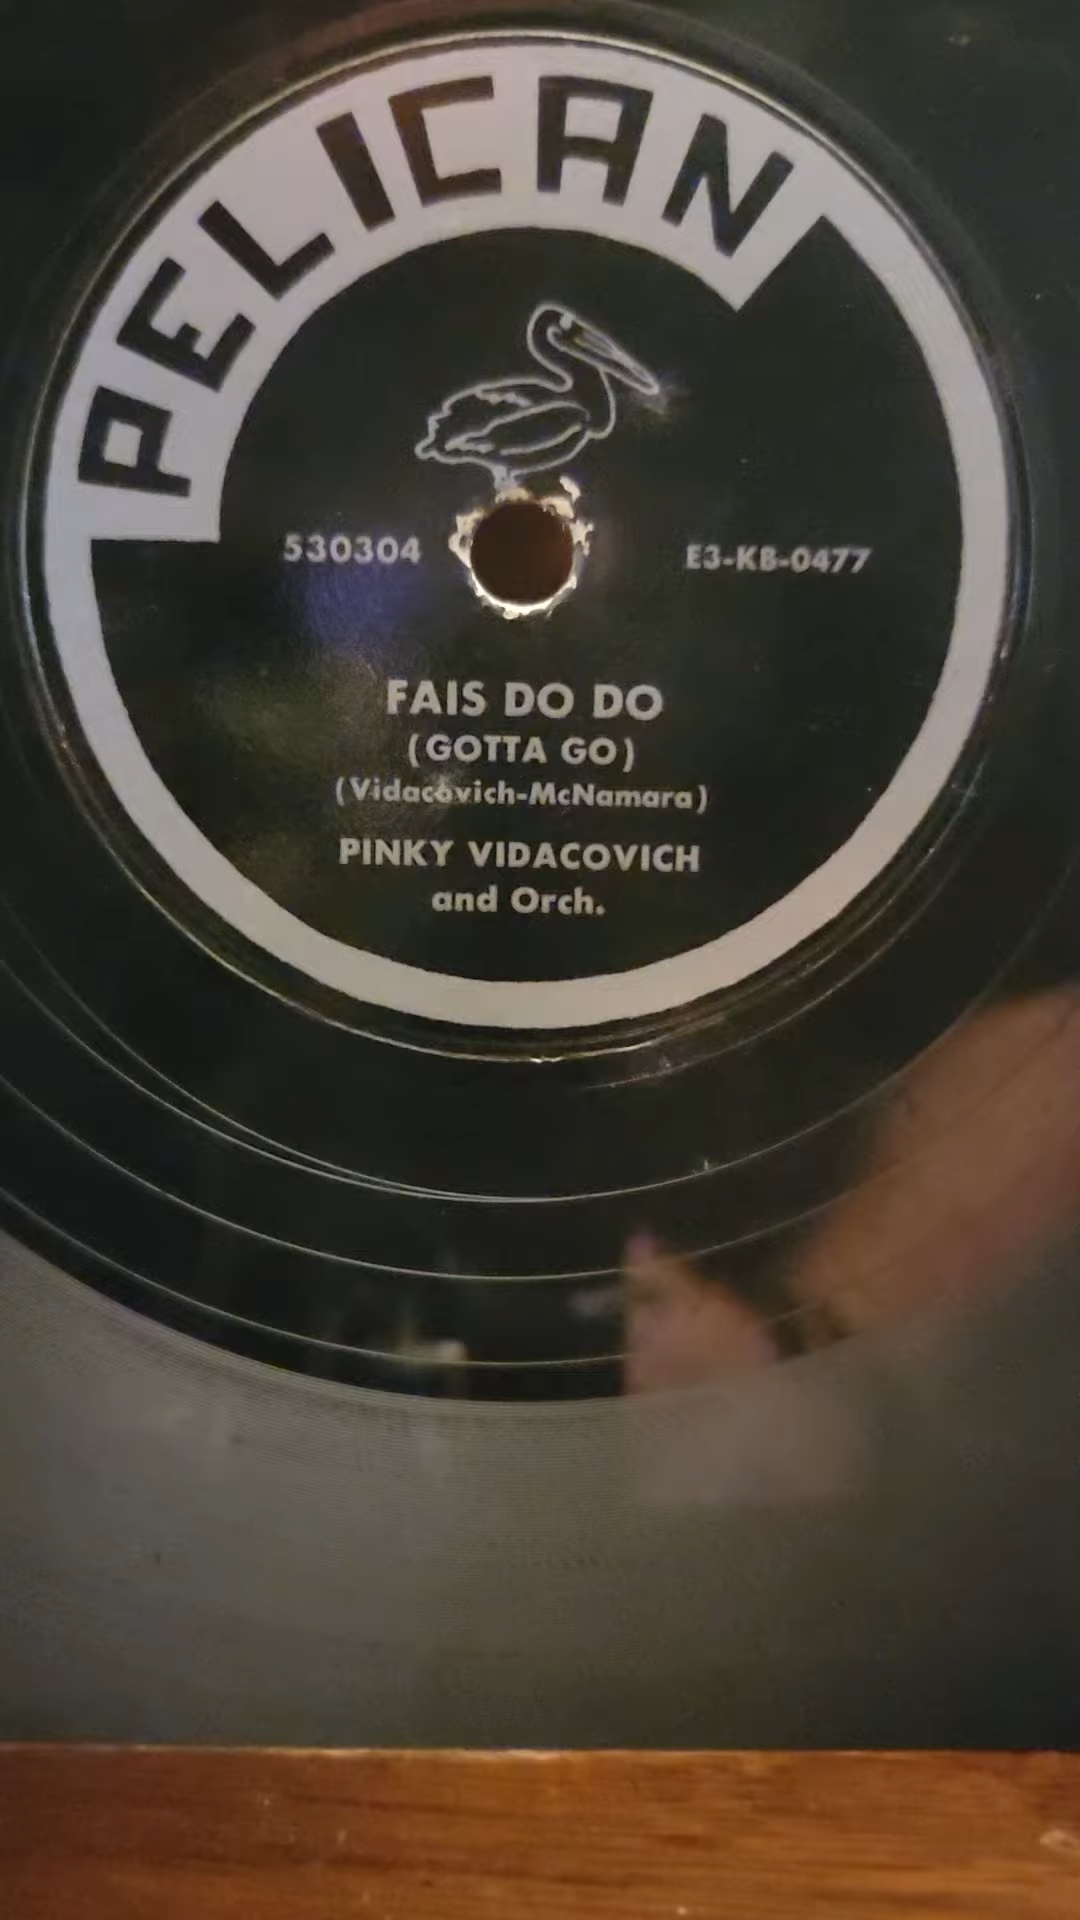 PELICAN
530304
E3-KB-0477
FAIS DO DO
(GOTTA GO)
(Vidacovich-McNamara)
PINKY VIDACOVICH
and Orch.